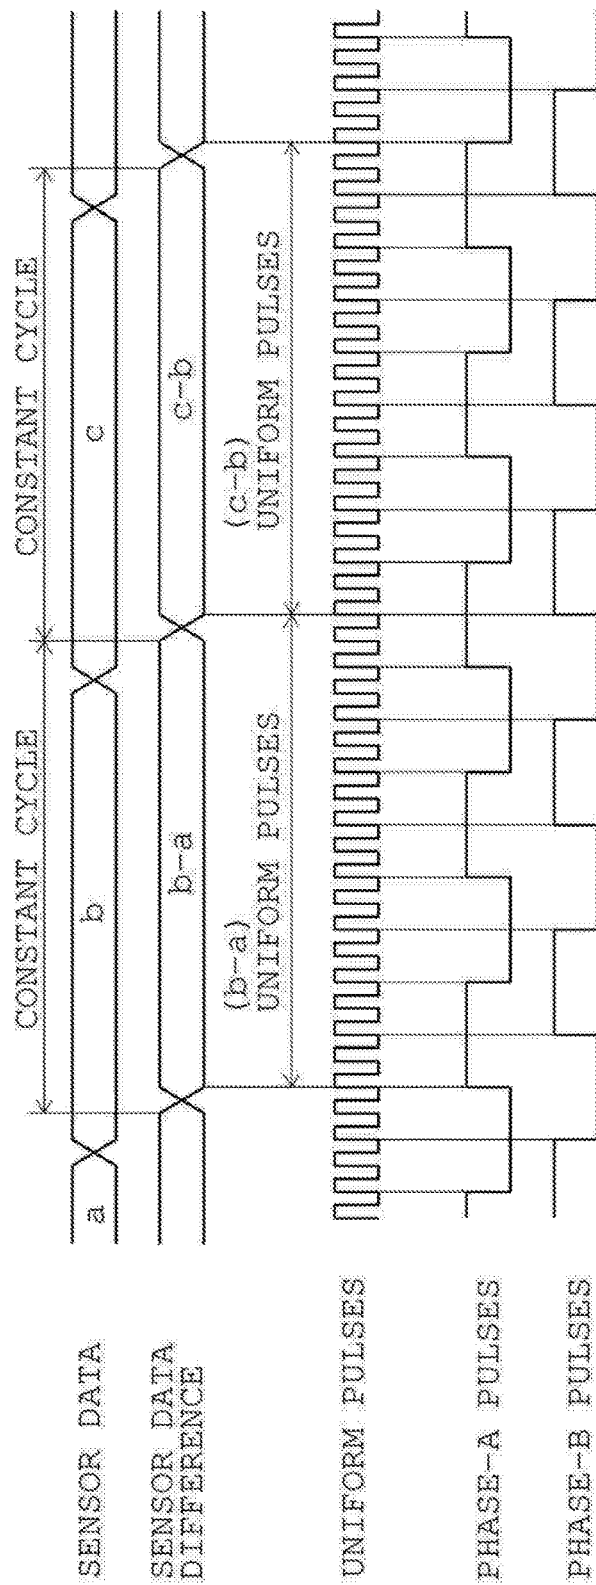 CONSTANT CYCLE
CONSTANT CYCLE
SENSOR DATA
a
b
c
SENSOR DATA
DIFFERENCE
b-a
c-b
(b-a)
UNIFORM PULSES
(c-b)
UNIFORM PULSES
UNIFORM PULSES
PHASE-A PULSES
PHASE-B PULSES